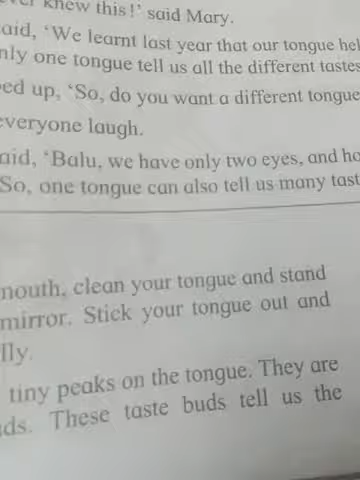 knew this!' said Mary.
aid, 'We learnt last year that our tongue hel
nly one tongue tell us all the different tastes
ed up, 'So, do you want a different tongue
everyone laugh.
aid, 'Balu, we have only two eyes, and ho
So, one tongue can also tell us many tast
mouth, clean your tongue and stand
mirror. Stick your tongue out and
lly.
tiny peaks on the tongue. They are
ds. These taste buds tell us the